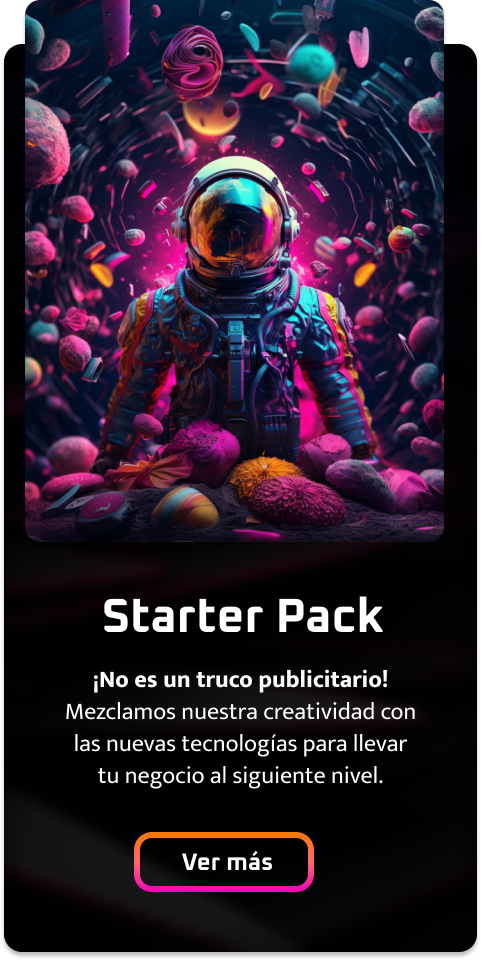 Starter Pack
¡No es un truco publicitario!
Mezclamos nuestra creatividad con
las nuevas tecnologías para llevar
tu negocio al siguiente nivel.
Ver más